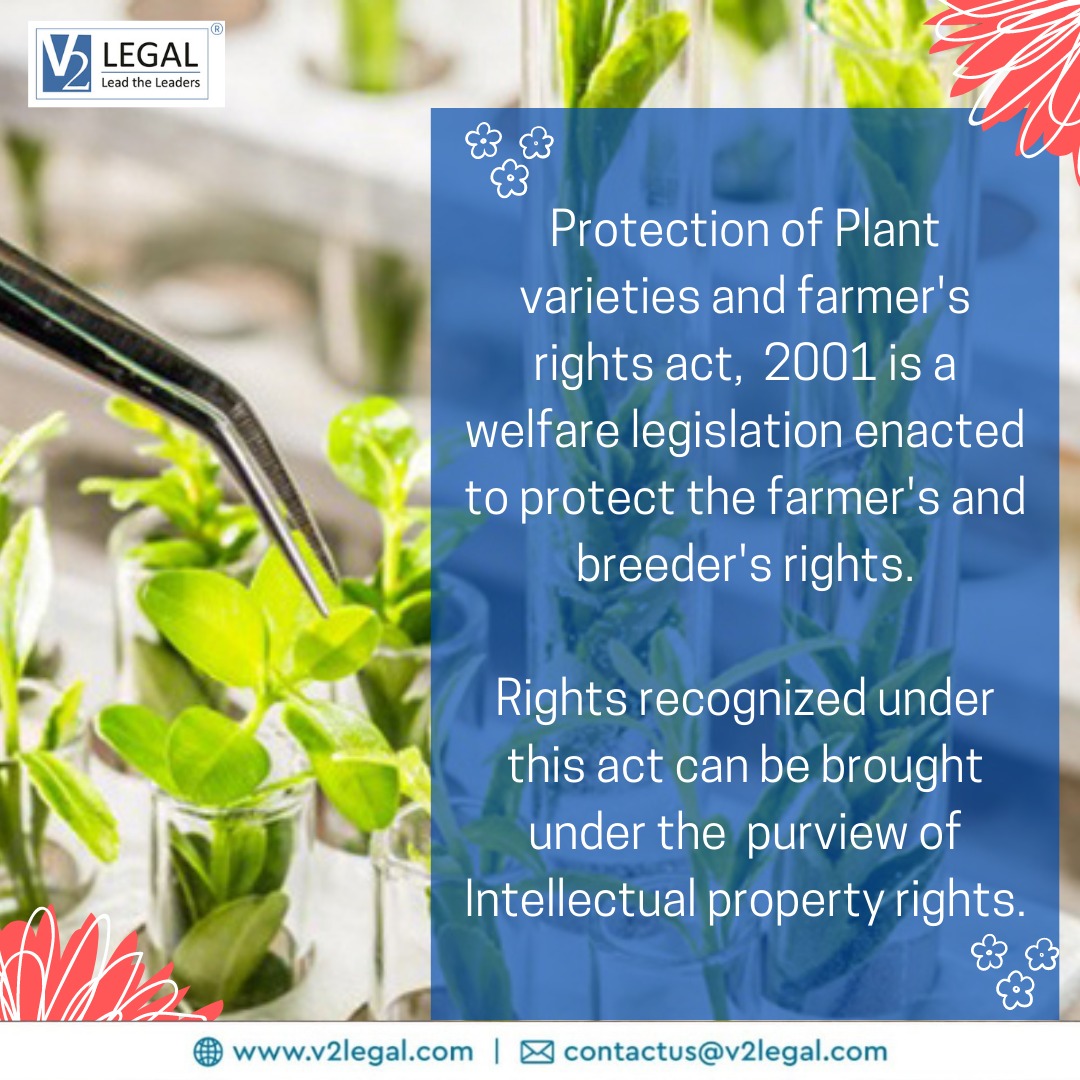 V2 LEGAL ®
Lead the Leaders
Protection of Plant
varieties and farmer's
rights act, 2001 is a
welfare legislation enacted
to protect the farmer's and
breeder's rights.
Rights recognized under
this act can be brought
under the purview of
Intellectual property rights.
www.v2legal.com | contactus@v2legal.com